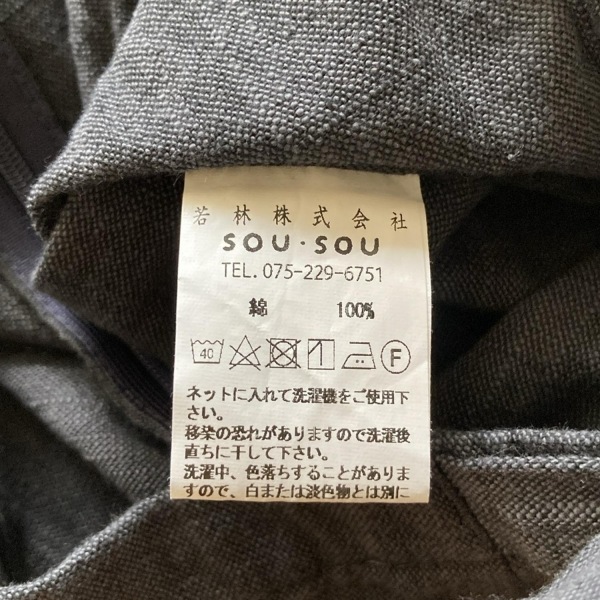 若林株式会社
SOU・SOU
TEL. 075-229-6751
綿 100%
40 F
ネットに入れて洗濯機をご使用下
さい。
移染の恐れがありますので洗濯後
直ちに干して下さい。
洗濯中、色落ちすることがありま
すので、白または淡色物とは別に